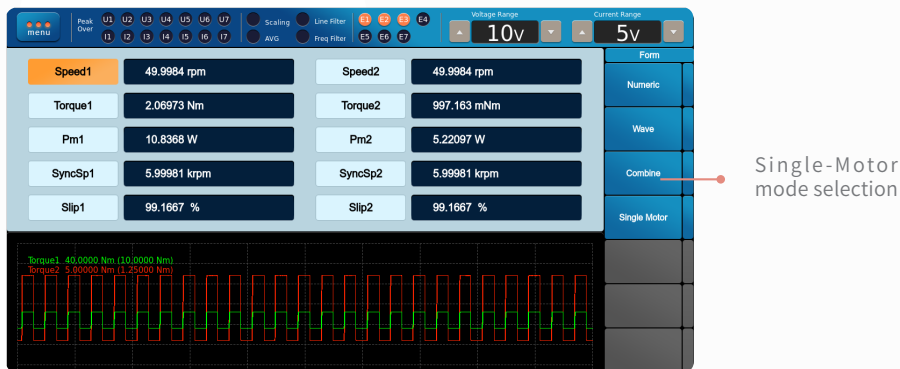 menu
Peak Over
U1 U2 U3 U4 U5 U6 U7
I1 I2 I3 I4 I5 I6 I7
Scaling
AVG
Line Filter
Freq Filter
E1 E2 E3 E4
E5 E6 E7
Voltage Range
10v
Current Range
5v
Form
Speed1 49.9984 rpm Speed2 49.9984 rpm
Torque1 2.06973 Nm Torque2 997.163 mNm
Pm1 10.8368 W Pm2 5.22097 W
SyncSp1 5.99981 krpm SyncSp2 5.99981 krpm
Slip1 99.1667 % Slip2 99.1667 %
Numeric
Wave
Combine
Single Motor
Single-Motor
mode selection
Torque1 40.0000 Nm (10.0000 Nm)
Torque2 5.00000 Nm (1.25000 Nm)